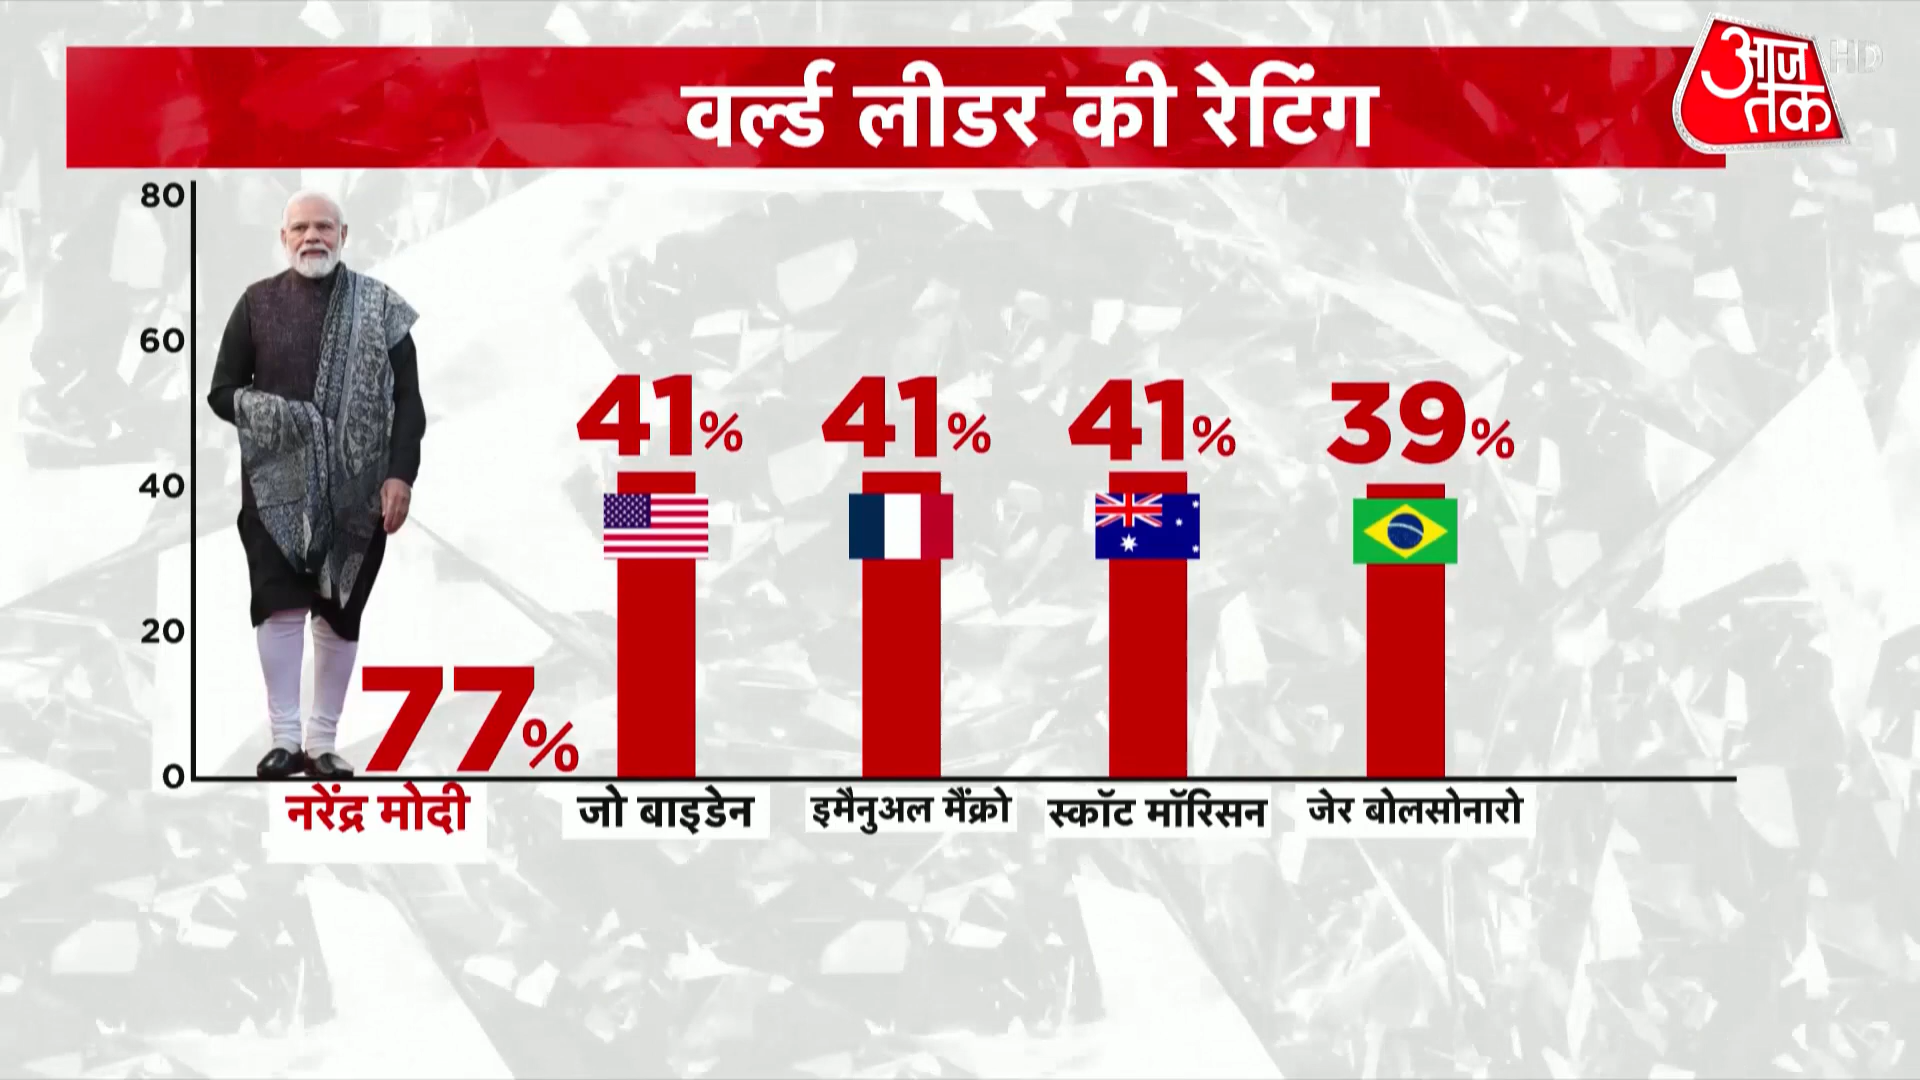 वर्ल्ड लीडर की रेटिंग
आज
तक
HD
80
60
40
20
0
77%
41%
41%
41%
39%
नरेंद्र मोदी
जो बाइडेन
इमैनुअल मैंक्रो
स्कॉट मॉरिसन
जेर बोलसोनारो